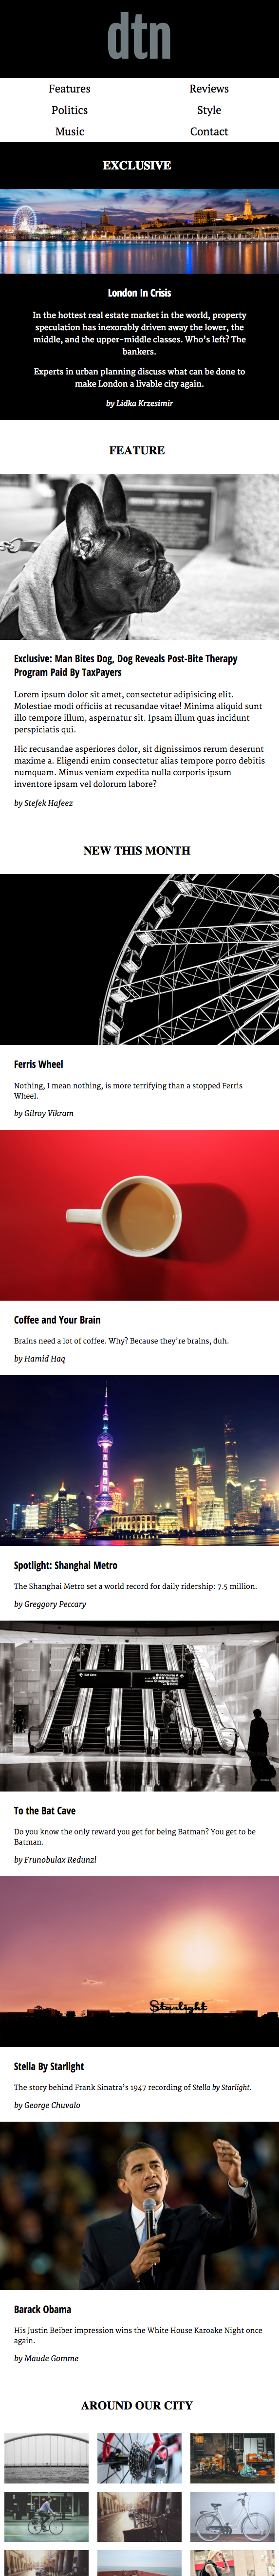 dtn
Features Reviews
Politics Style
Music Contact
EXCLUSIVE
London In Crisis
In the hottest real estate market in the world, property
speculation has inexorably driven away the lower, the
middle, and the upper-middle classes. Who's left? The
bankers.
Experts in urban planning discuss what can be done to
make London a livable city again.
by Lidka Krzesimir
FEATURE
Exclusive: Man Bites Dog, Dog Reveals Post-Bite Therapy
Program Paid By TaxPayers
Lorem ipsum dolor sit amet, consectetur adipisicing elit.
Molestiae modi officiis at recusandae vitae! Minima aliquid sunt
illo tempore illum, aspernatur sit. Ipsam illum quas incidunt
perspiciatis qui.
Hic recusandae asperiores dolor, sit dignissimos rerum deserunt
maxime a. Eligendi enim consectetur alias tempore porro debitis
numquam. Minus veniam expedita nulla corporis ipsum
inventore ipsam vel dolorum labore?
by Stefek Hafeez
NEW THIS MONTH
Ferris Wheel
Nothing, I mean nothing, is more terrifying than a stopped Ferris
Wheel.
by Gilroy Vikram
Coffee and Your Brain
Brains need a lot of coffee. Why? Because they're brains, duh.
by Hamid Haq
Spotlight: Shanghai Metro
The Shanghai Metro set a world record for daily ridership: 7.5 million.
by Greggory Peccary
Bat Cave
To the Bat Cave
Do you know the only reward you get for being Batman? You get to be
Batman.
by Frunobulax Redunzl
Starlight
Stella By Starlight
The story behind Frank Sinatra's 1947 recording of Stella by Starlight.
by George Chuvalo
Barack Obama
His Justin Beiber impression wins the White House Karoake Night once
again.
by Maude Gomme
AROUND OUR CITY